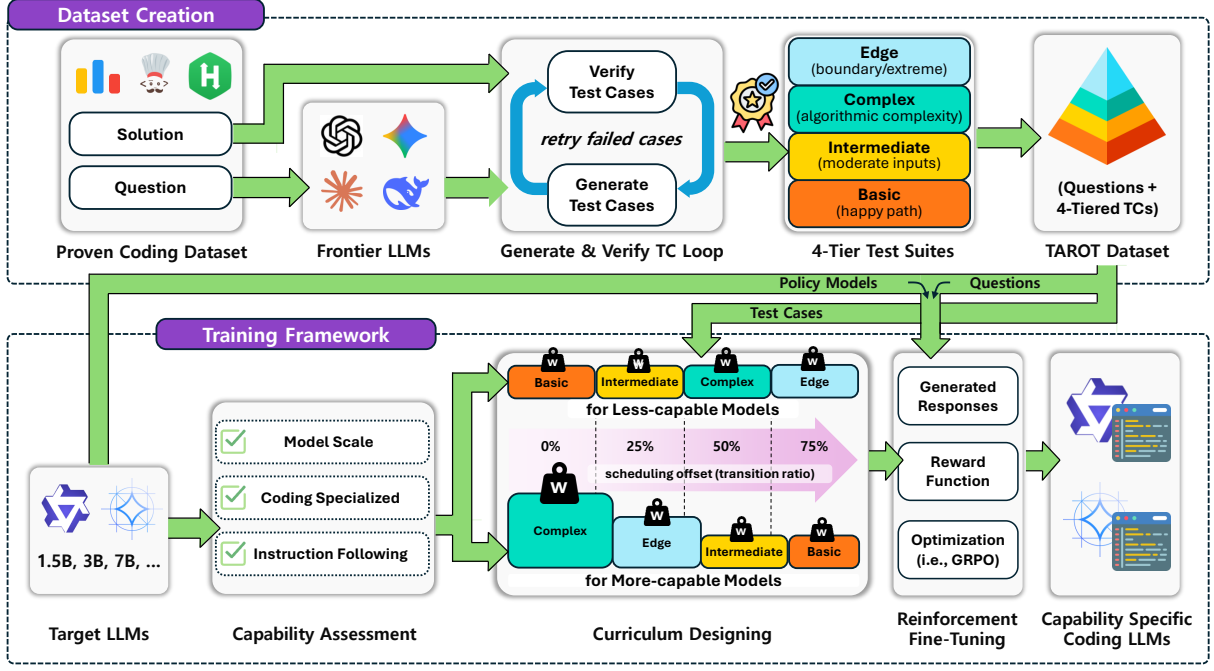 Dataset Creation
H
Solution
Question
Proven Coding Dataset
Frontier LLMs
Verify
Test Cases
retry failed cases
Generate
Test Cases
Generate & Verify TC Loop
Edge
(boundary/extreme)
Complex
(algorithmic complexity)
Intermediate
(moderate inputs)
Basic
(happy path)
4-Tier Test Suites
(Questions +
4-Tiered TCs)
TAROT Dataset
Policy Models
Questions
Test Cases
Training Framework
1.5B, 3B, 7B, ...
Target LLMs
Model Scale
Coding Specialized
Instruction Following
Capability Assessment
W
W
W
W
Basic
Intermediate
Complex
Edge
for Less-capable Models
0%
25%
50%
75%
scheduling offset (transition ratio)
W
W
W
W
Complex
Edge
Intermediate
Basic
for More-capable Models
Curriculum Designing
Generated
Responses
Reward
Function
Optimization
(i.e., GRPO)
Reinforcement
Fine-Tuning
Capability Specific
Coding LLMs